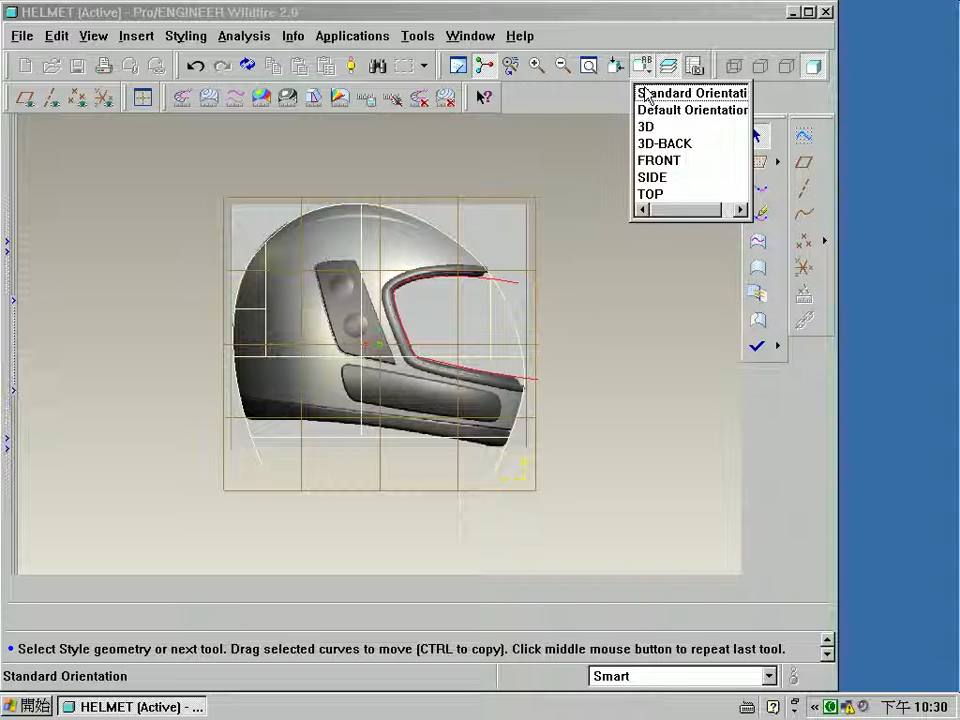 HELMET (Active) - Pro/ENGINEER Wildfire 2.0
File Edit View Insert Styling Analysis Info Applications Tools Window Help
Standard Orientati
Default Orientation
3D
3D-BACK
FRONT
SIDE
TOP
• Select Style geometry or next tool. Drag selected curves to move (CTRL to copy). Click middle mouse button to repeat last tool.
Standard Orientation
Smart
開始
HELMET (Active) - ...
下午 10:30